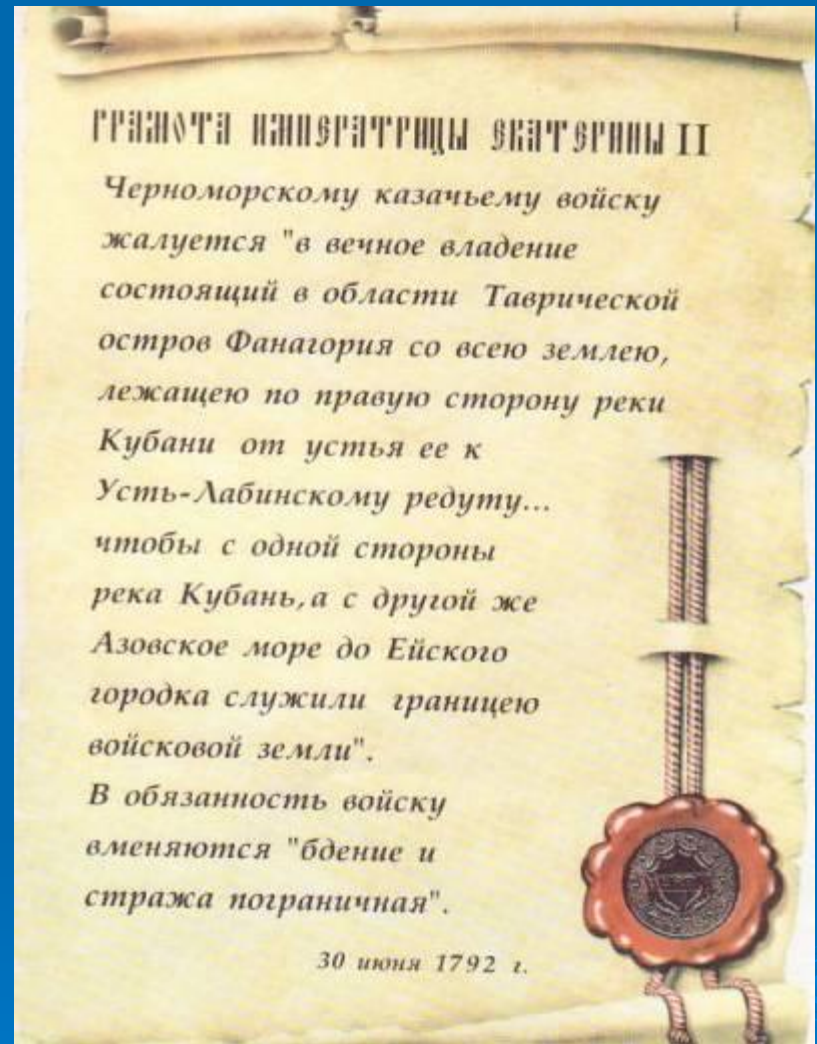 ГРАМОТА ИМПЕРАТРИЦЫ ЕКАТЕРИНЫ II
Черноморскому казачьему войску
жалуется "в вечное владение
состоящий в области Таврической
остров Фанагория со всею землею,
лежащею по правую сторону реки
Кубани от устья ее к
Усть-Лабинскому редуту...
чтобы с одной стороны
река Кубань, а с другой же
Азовское море до Ейского
городка служили границею
войсковой земли".
В обязанность войску
вменяются "бдение и
стража пограничная".
30 июня 1792 г.